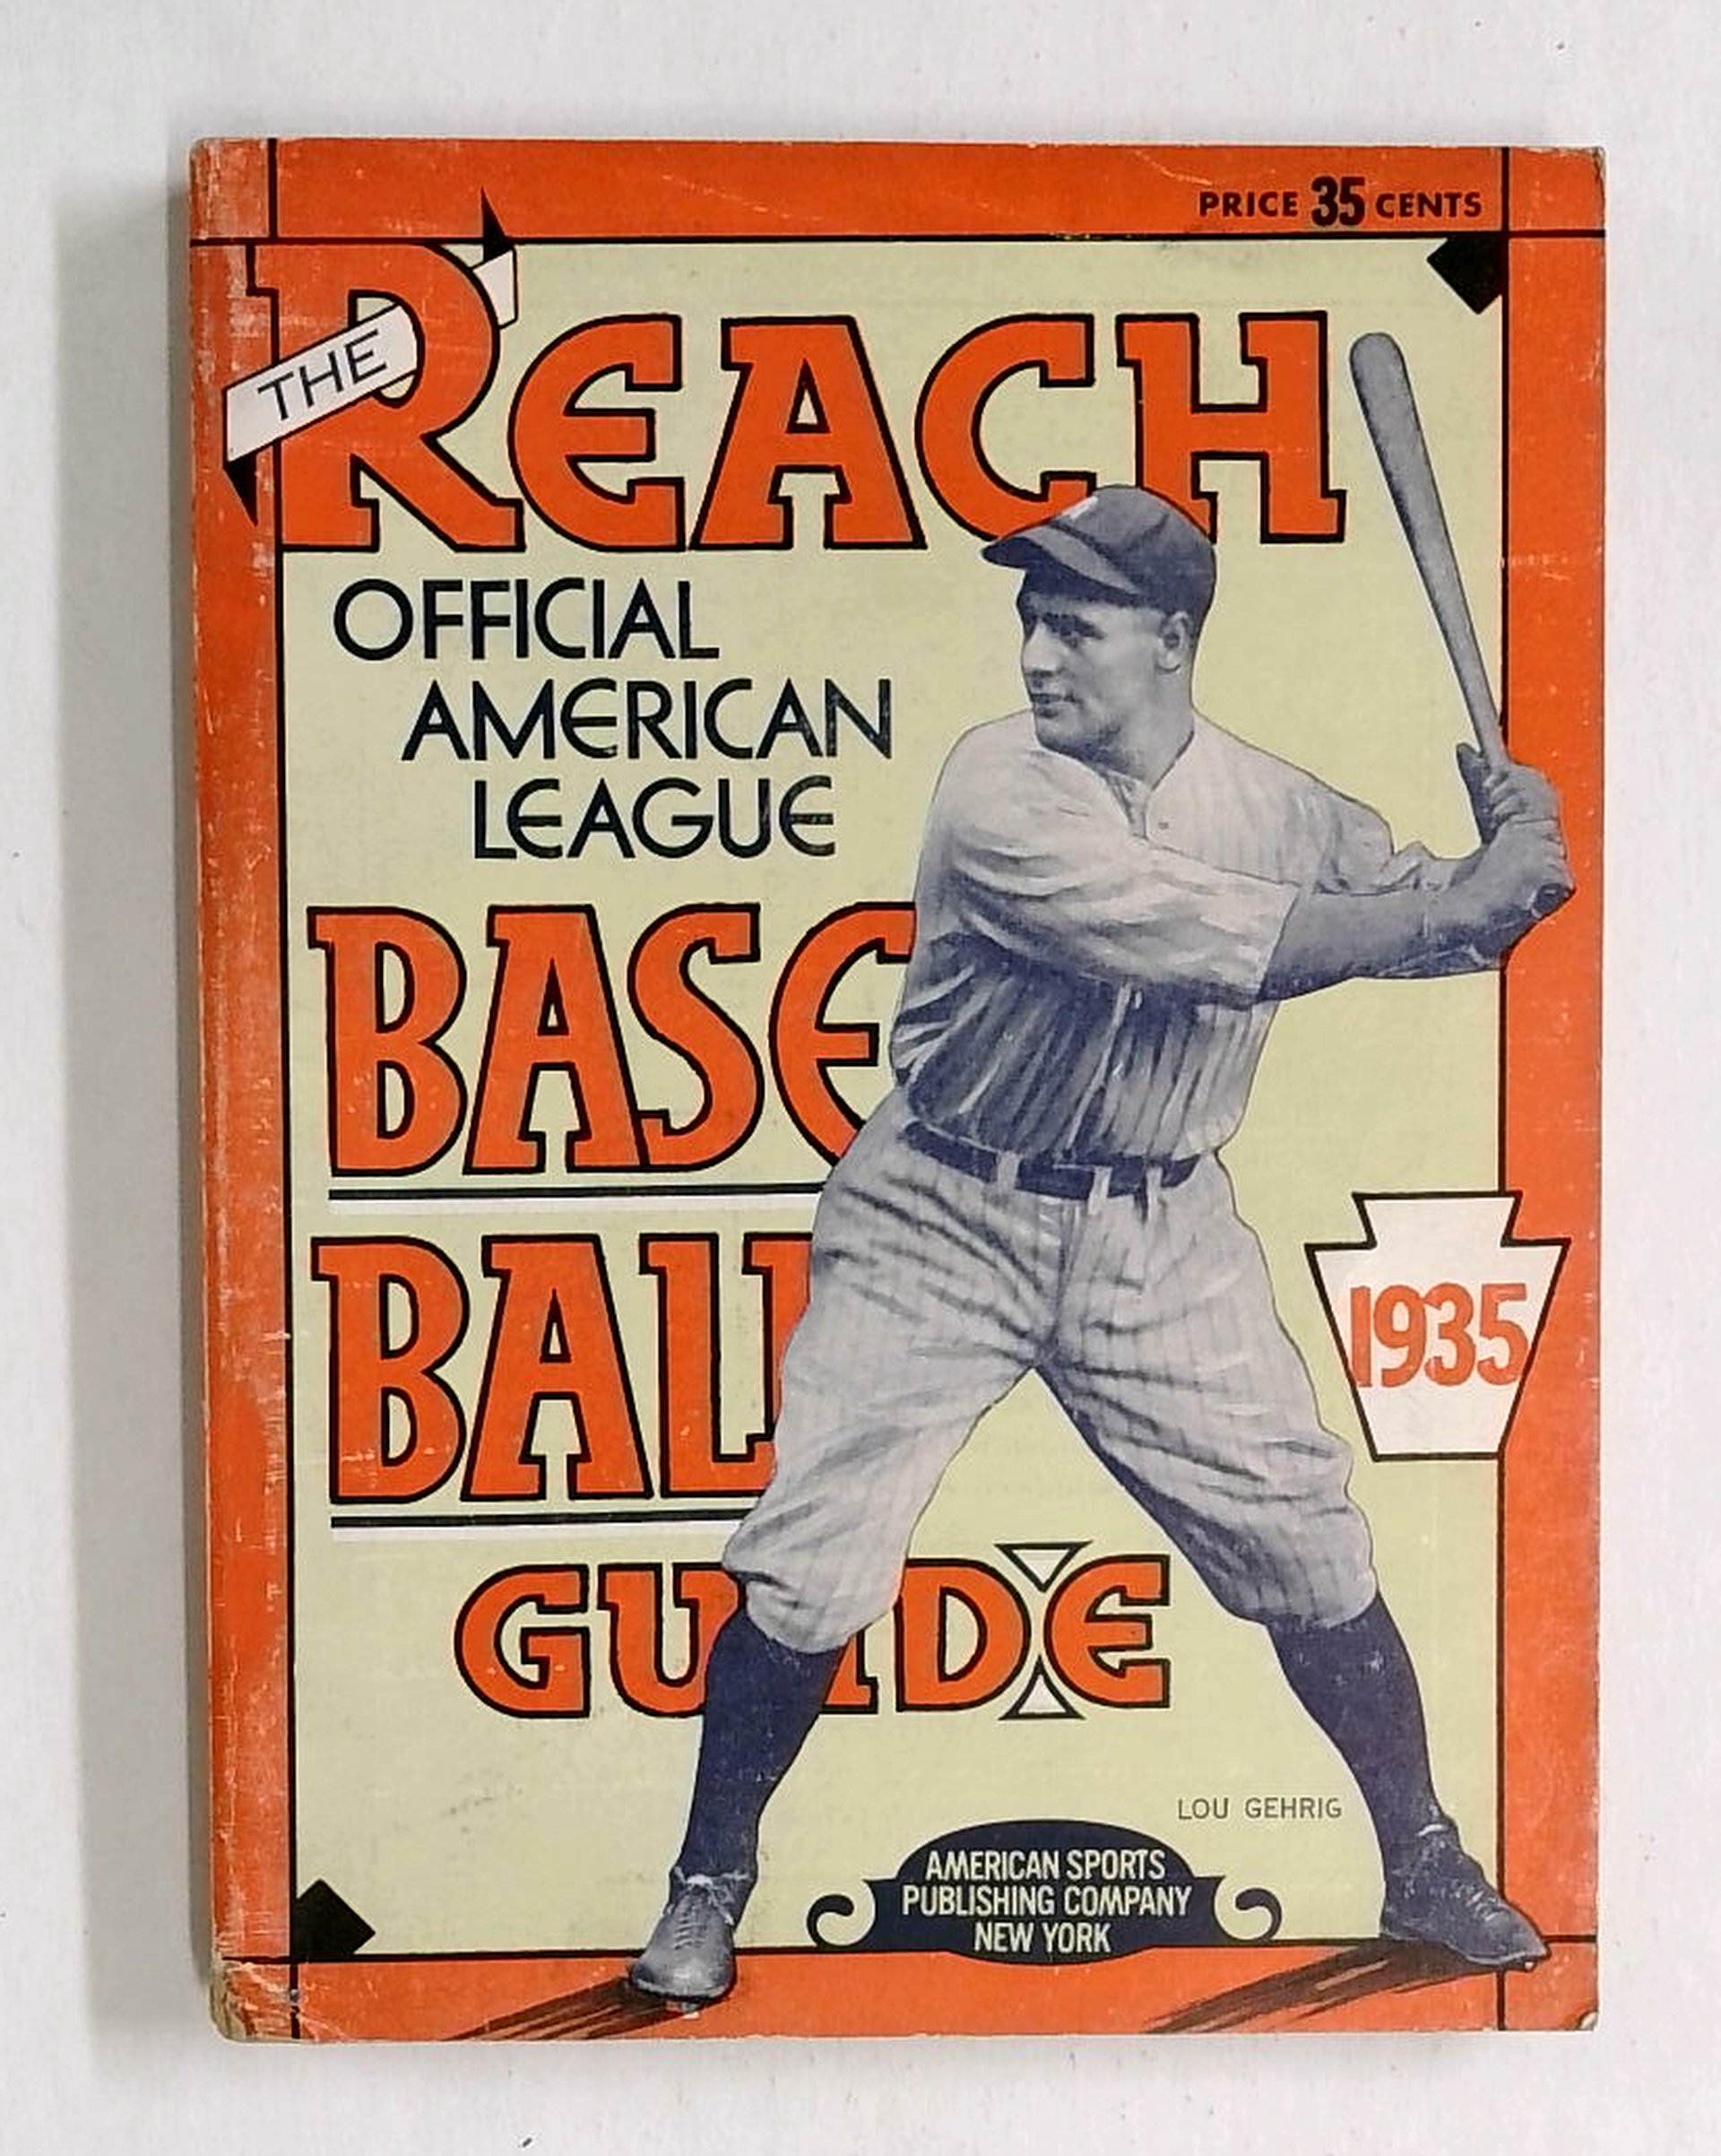 PRICE 35 CENTS
THE
REACH
OFFICIAL
AMERICAN
LEAGUE
BASE
BALL
GUIDE
1935
LOU GEHRIG
AMERICAN SPORTS
PUBLISHING COMPANY
NEW YORK